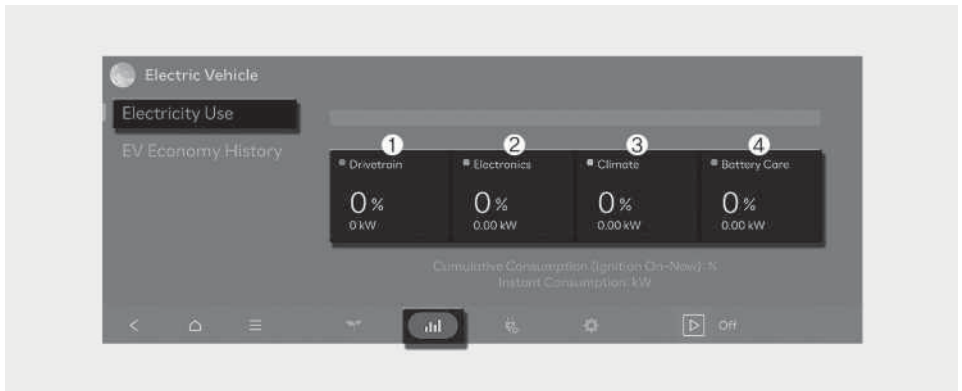 Electric Vehicle
Electricity Use
EV Economy History
1 2 3 4
Drivetrain Electronics Climate Battery Care
0 % 0 % 0 % 0 %
0 kW 0.00 kW 0.00 kW 0.00 kW
Cumulative Consumption (Ignition On~Now): %
Instant Consumption: kW
Off